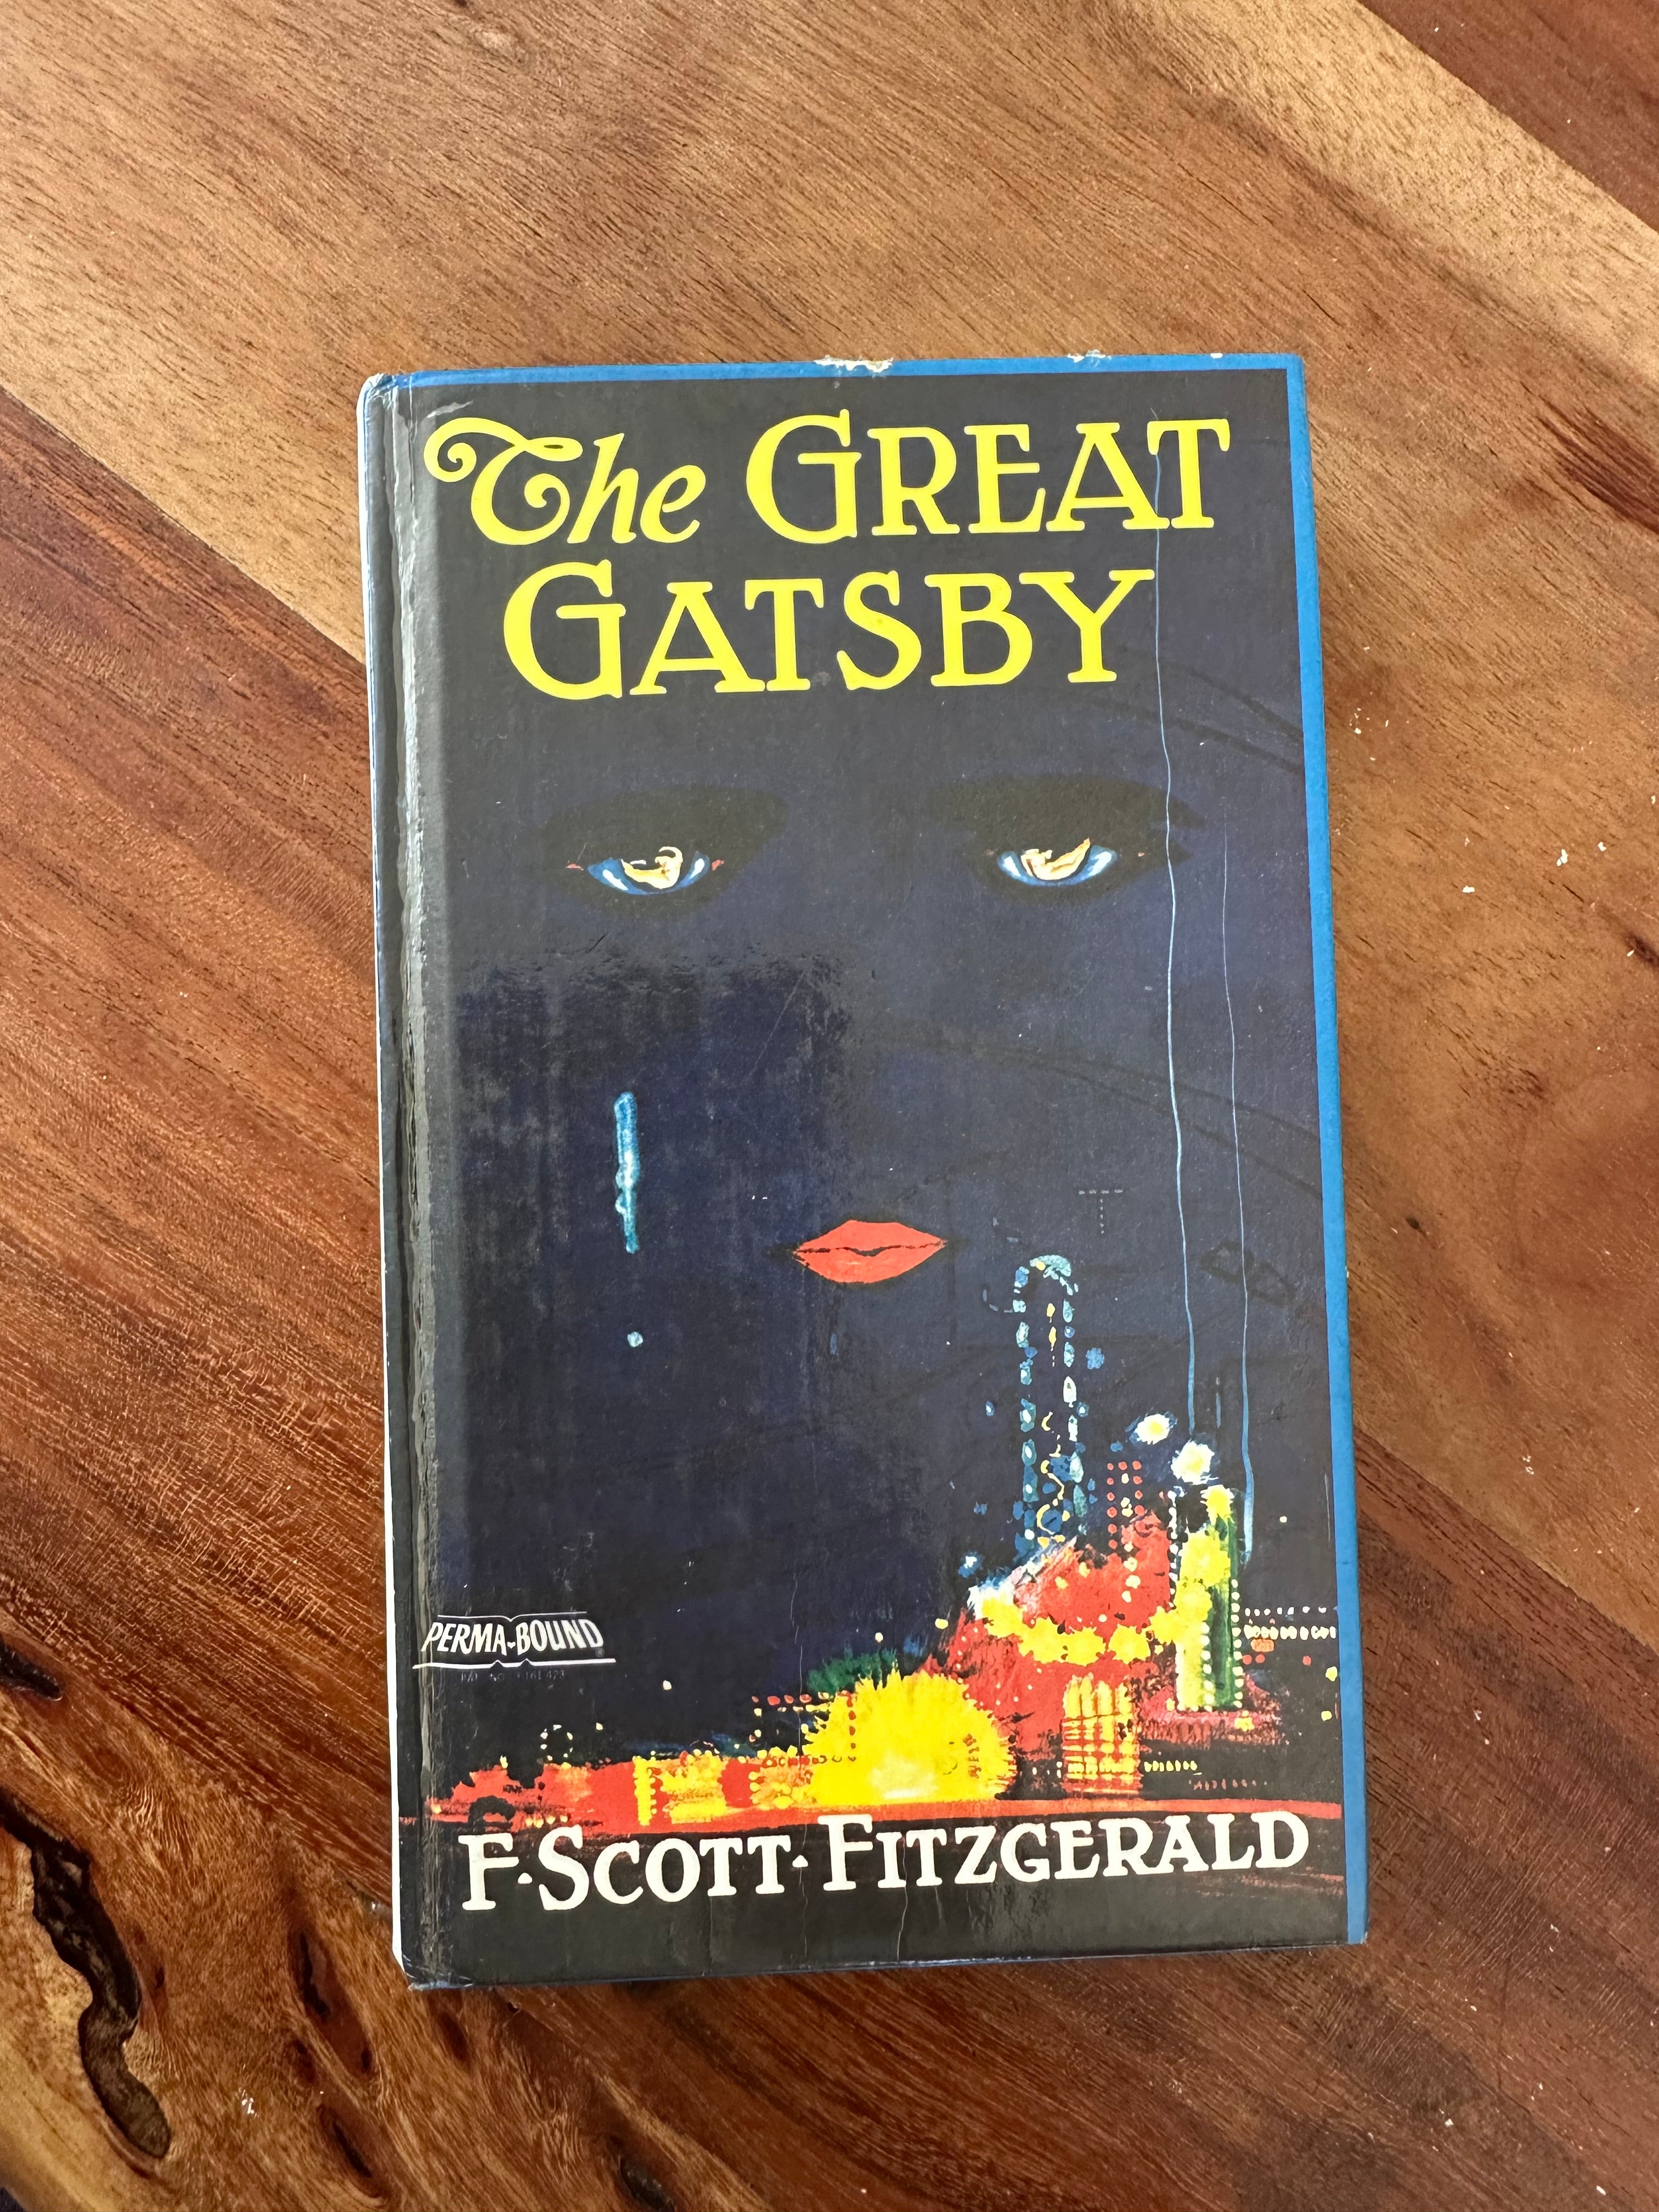 The GREAT
GATSBY
PERMA-BOUND
F·SCOTT·FITZGERALD